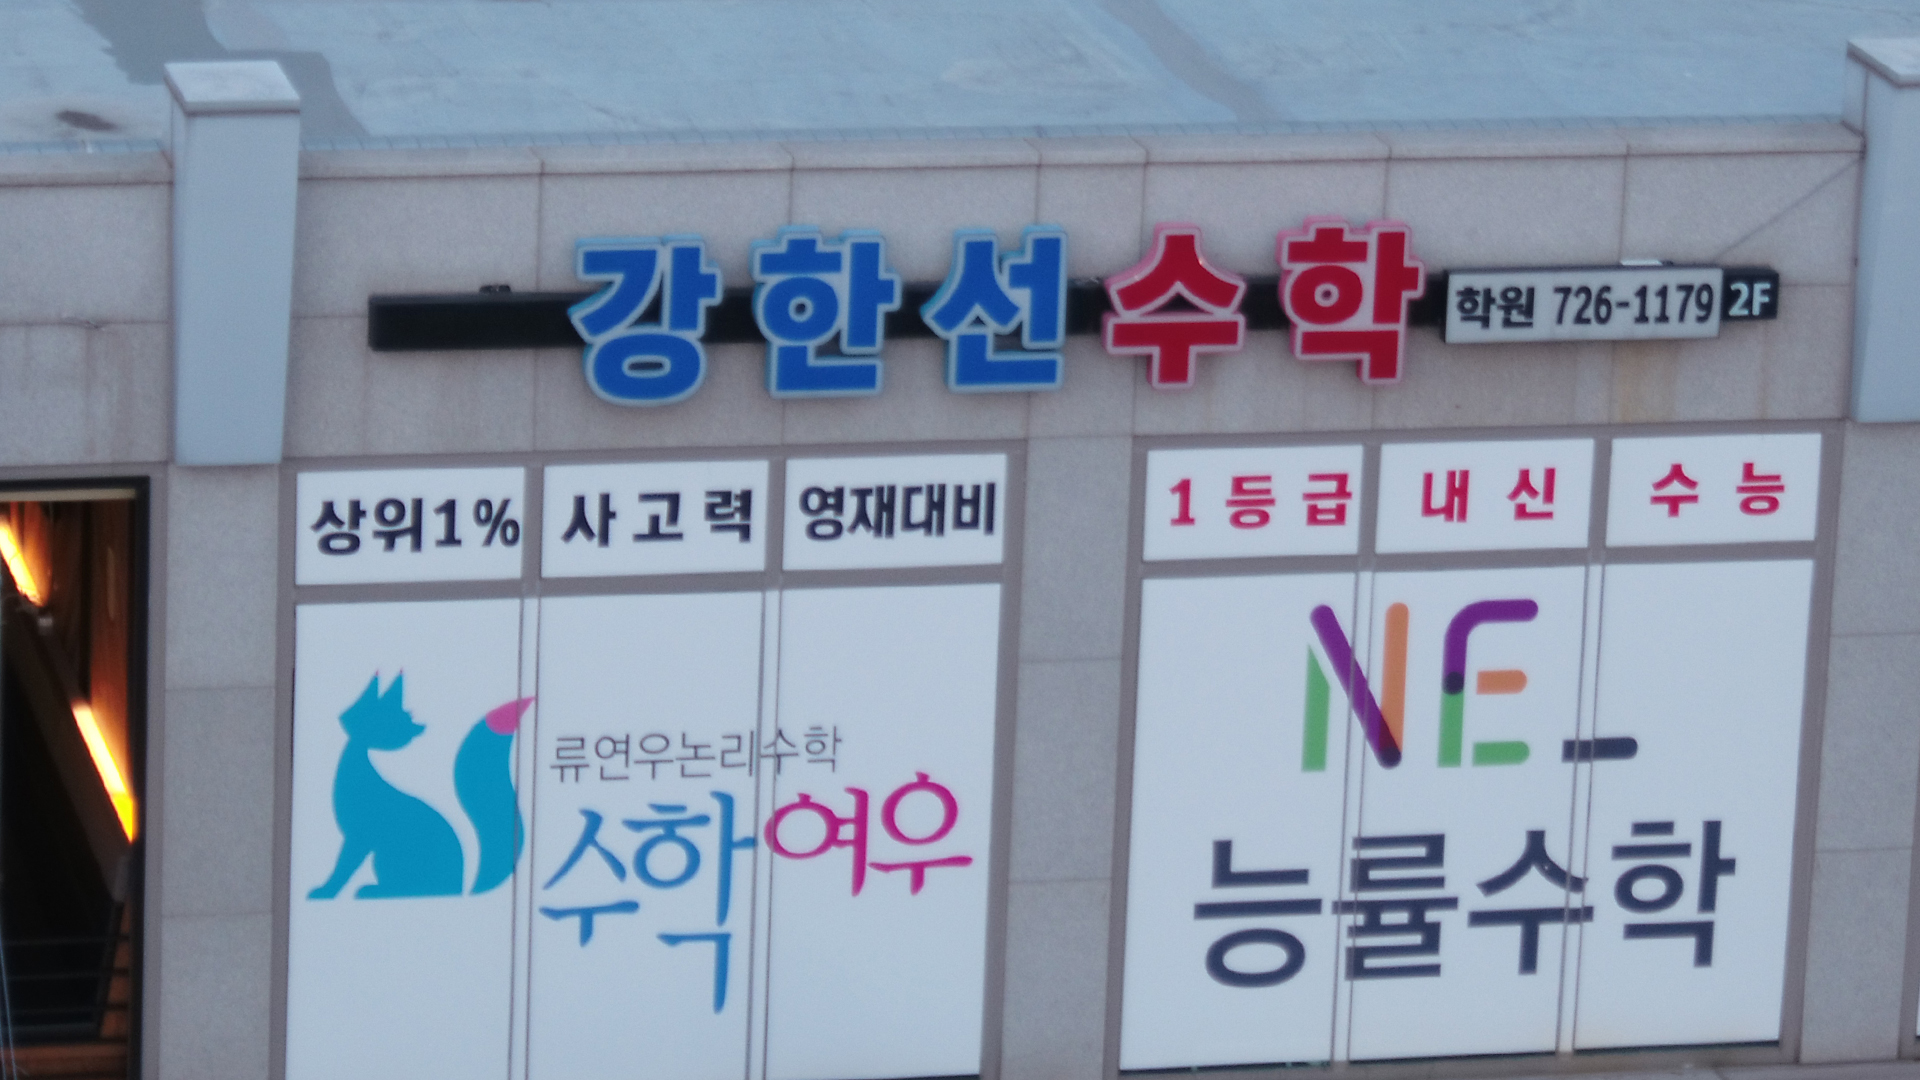 강한선수학 학원 726-1179 2F
상위1% 사고력 영재대비
1등급 내신 수능
류연우논리수학
수학여우
NE_
능률수학